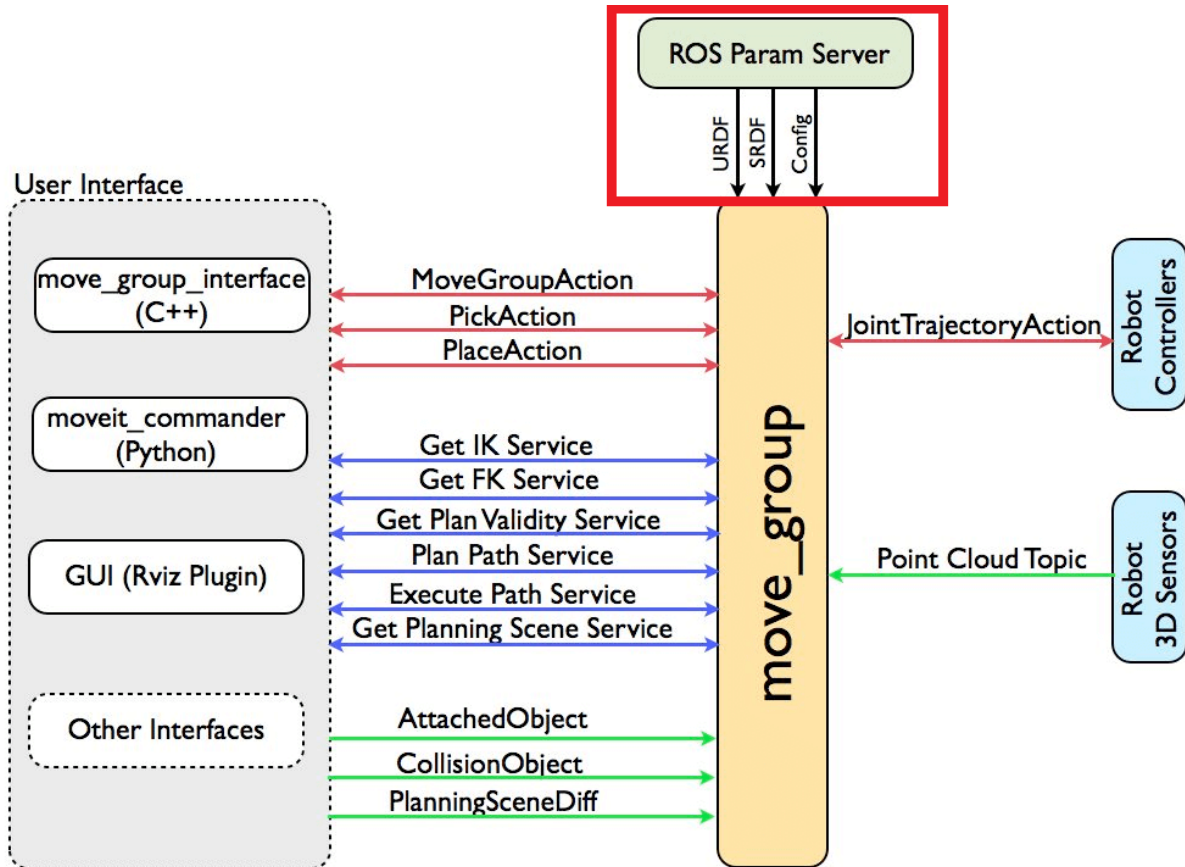 ROS Param Server
URDF
SRDF
Config
User Interface
move_group_interface
(C++)
moveit_commander
(Python)
GUI (Rviz Plugin)
Other Interfaces
MoveGroupAction
PickAction
PlaceAction
Get IK Service
Get FK Service
Get Plan Validity Service
Plan Path Service
Execute Path Service
Get Planning Scene Service
AttachedObject
CollisionObject
PlanningSceneDiff
move_group
JointTrajectoryAction
Point Cloud Topic
Robot
Controllers
Robot
3D Sensors